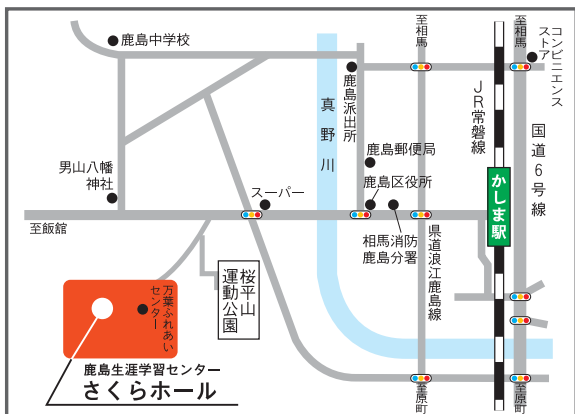 鹿島中学校
至相馬
至相馬
コンビニエンス
ストア
鹿島派出所
真野川
JR常磐線
国道6号線
鹿島郵便局
男山八幡
神社
スーパー
鹿島区役所
かしま駅
至飯舘
相馬消防
鹿島分署
県道浪江鹿島線
桜平山
運動公園
万葉ふれあい
センター
鹿島生涯学習センター
さくらホール
至原町
至原町